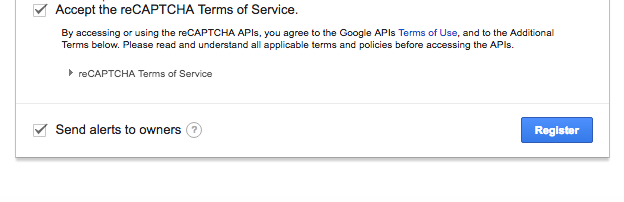 Accept the reCAPTCHA Terms of Service.
By accessing or using the reCAPTCHA APIs, you agree to the Google APIs Terms of Use, and to the Additional
Terms below. Please read and understand all applicable terms and policies before accessing the APIs.
reCAPTCHA Terms of Service
Send alerts to owners ?
Register